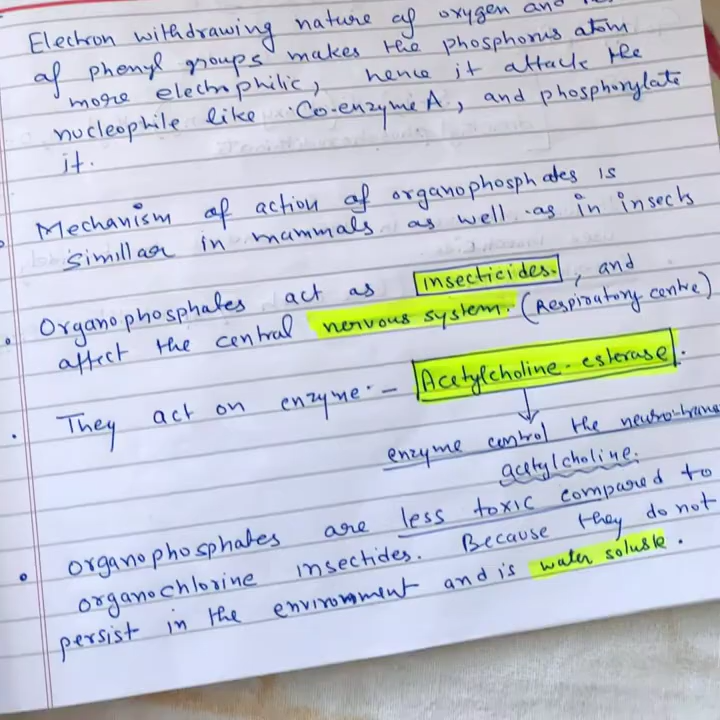 Electron withdrawing nature of oxygen and
of phenyl groups makes the phosphorus atom
more electrophilic, hence it attack the
nucleophile like Co-enzyme A, and phosphorylate
it.
Mechanism of action of organophosphates is
simillar in mammals as well as in insects
Organophosphates act as insecticides. , and
affect the central nervous system. (Respiratory centre)
They act on enzyme - Acetylcholine-esterase.
enzyme control the neuro-trans
acetylcholine.
organophosphates are less toxic compared to
organochlorine insectides. Because they do not
persist in the environment and is water soluble.